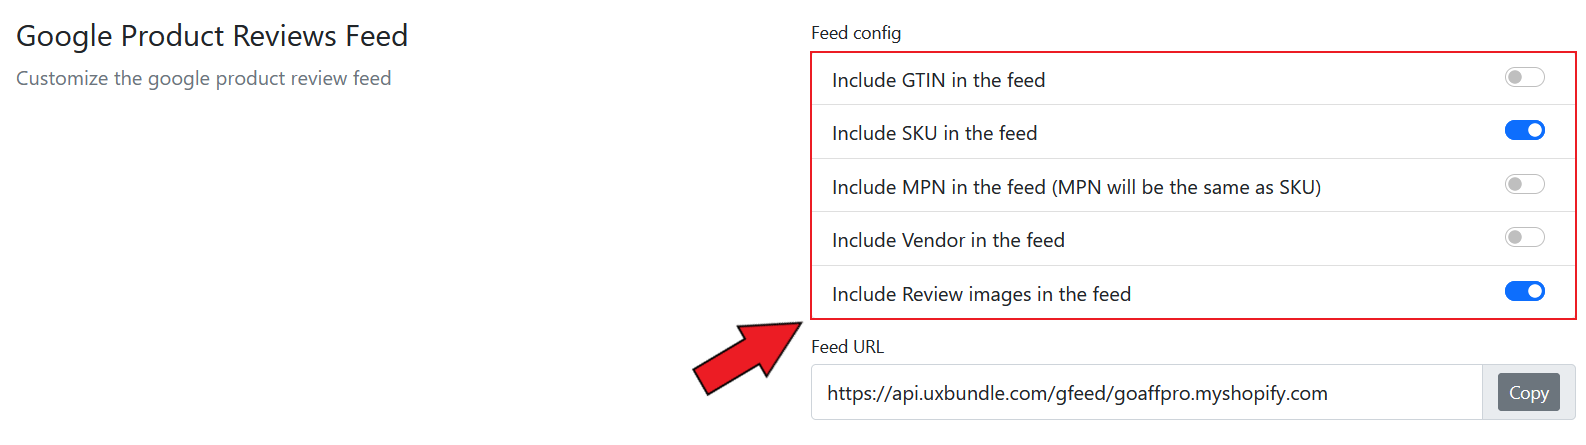 Google Product Reviews Feed
Customize the google product review feed
Feed config
Include GTIN in the feed
Include SKU in the feed
Include MPN in the feed (MPN will be the same as SKU)
Include Vendor in the feed
Include Review images in the feed
Feed URL
https://api.uxbundle.com/gfeed/goaffpro.myshopify.com
Copy